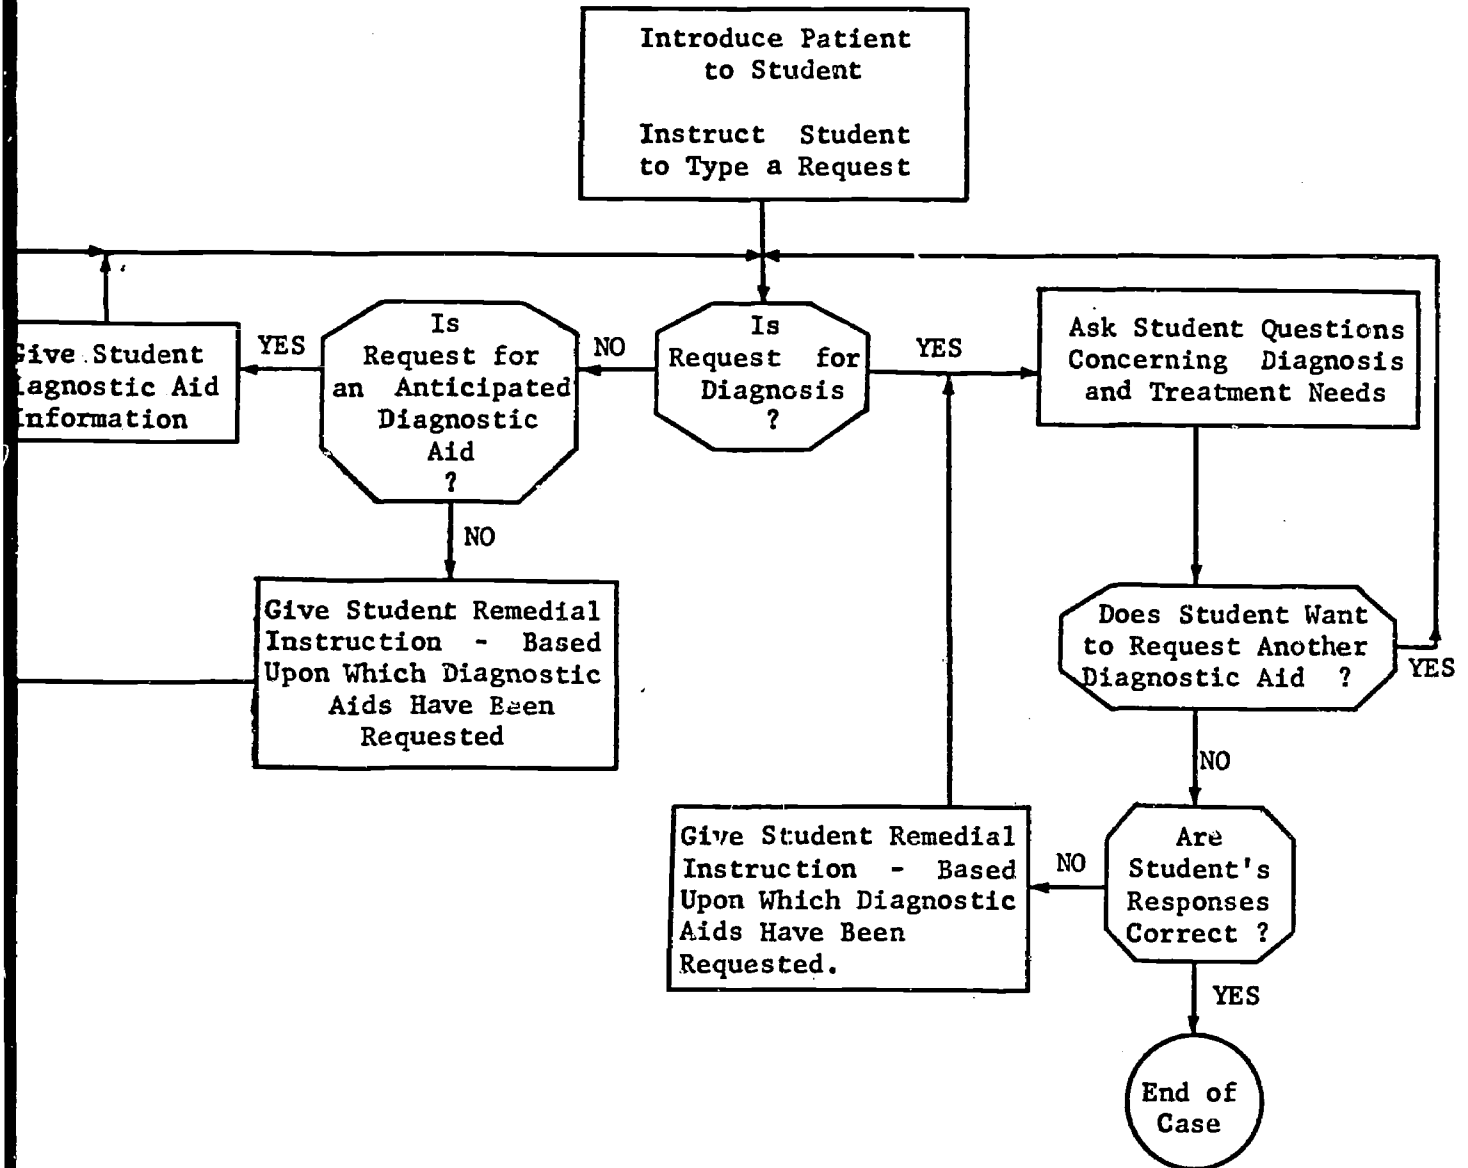 Introduce Patient
to Student
Instruct Student
to Type a Request
Give Student
iagnostic Aid
Information
YES
Is
Request for
an Anticipated
Diagnostic
Aid
?
NO
Is
Request for
Diagnosis
?
YES
Ask Student Questions
Concerning Diagnosis
and Treatment Needs
NO
Give Student Remedial
Instruction - Based
Upon Which Diagnostic
Aids Have Been
Requested
Does Student Want
to Request Another
Diagnostic Aid ?
YES
NO
Give Student Remedial
Instruction - Based
Upon Which Diagnostic
Aids Have Been
Requested.
NO
Are
Student's
Responses
Correct ?
YES
End of
Case